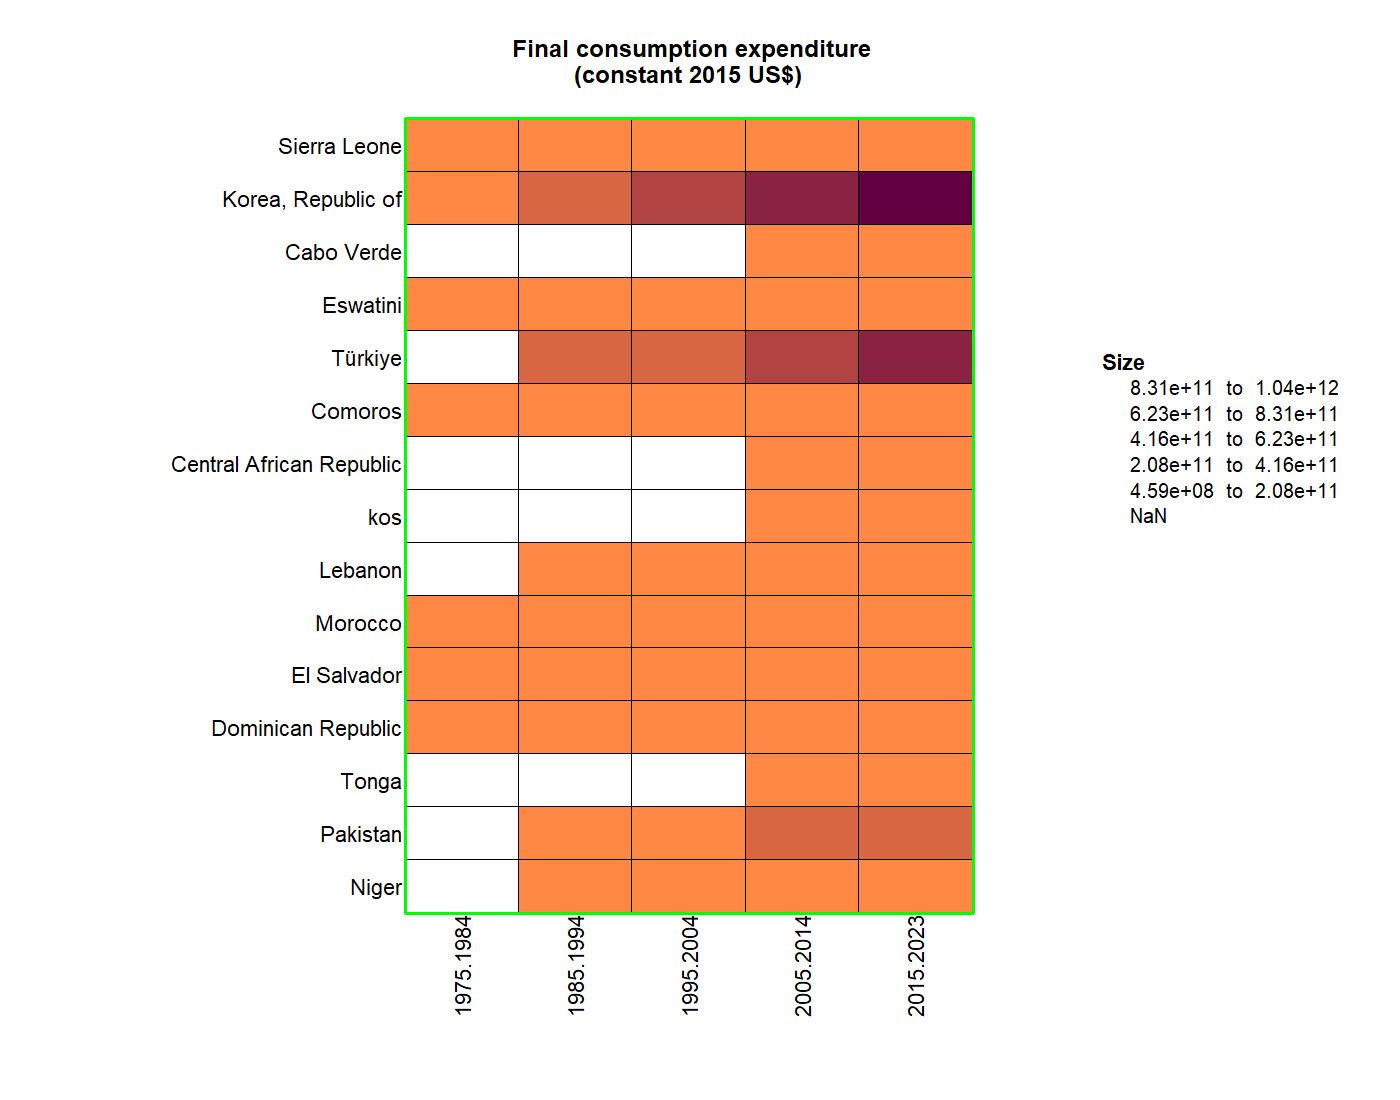 Final consumption expenditure
(constant 2015 US$)
Sierra Leone
Korea, Republic of
Cabo Verde
Eswatini
Türkiye
Comoros
Central African Republic
kos
Lebanon
Morocco
El Salvador
Dominican Republic
Tonga
Pakistan
Niger
1975.1984
1985.1994
1995.2004
2005.2014
2015.2023
Size
8.31e+11 to 1.04e+12
6.23e+11 to 8.31e+11
4.16e+11 to 6.23e+11
2.08e+11 to 4.16e+11
4.59e+08 to 2.08e+11
NaN